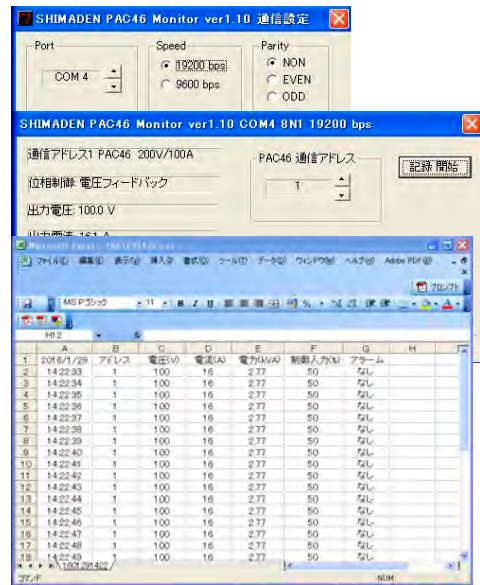 SHIMADEN PAC46 Monitor ver1.10 通信設定
Port Speed Parity
COM 4
19200 bps
9600 bps
NON
EVEN
ODD
SHIMADEN PAC46 Monitor ver1.10 COM4 8N1 19200 bps
通信アドレス1 PAC46 200V/100A
PAC46 通信アドレス
1
記録 開始
位相制御: 電圧フィードバック
出力電圧: 100.0 V
出力電流: 16.1 A
Microsoft Excel
ファイル(F) 編集(E) 表示(V) 挿入(I) 書式(O) ツール(T) データ(D) ウィンドウ(W) ヘルプ(H) Adobe PDF(B)
プロンプト
MS Pゴシック 11 B I U
H12
A B C D E F G H
1 2016/1/29 アドレス 電圧(V) 電流(A) 電力(kVA) 制御入力(%) アラーム
2 14:22:33 1 100 16 2.77 50 なし
3 14:22:34 1 100 16 2.77 50 なし
4 14:22:35 1 100 16 2.77 50 なし
5 14:22:36 1 100 16 2.77 50 なし
6 14:22:37 1 100 16 2.77 50 なし
7 14:22:38 1 100 16 2.77 50 なし
8 14:22:39 1 100 16 2.77 50 なし
9 14:22:40 1 100 16 2.77 50 なし
10 14:22:41 1 100 16 2.77 50 なし
11 14:22:42 1 100 16 2.77 50 なし
12 14:22:43 1 100 16 2.77 50 なし
13 14:22:44 1 100 16 2.77 50 なし
14 14:22:45 1 100 16 2.77 50 なし
15 14:22:46 1 100 16 2.77 50 なし
16 14:22:47 1 100 16 2.77 50 なし
17 14:22:48 1 100 16 2.77 50 なし
18 14:22:49 1 100 16 2.77 50 なし
1601291422
コマンド NUM